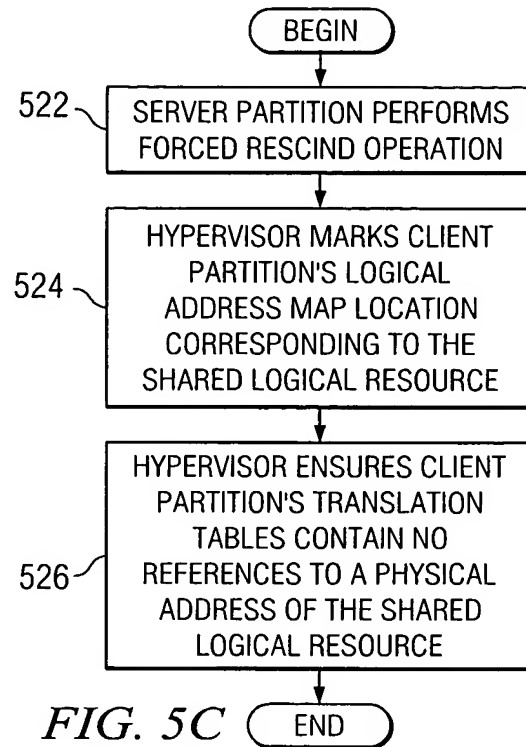 BEGIN
522
SERVER PARTITION PERFORMS
FORCED RESCIND OPERATION
524
HYPERVISOR MARKS CLIENT
PARTITION'S LOGICAL
ADDRESS MAP LOCATION
CORRESPONDING TO THE
SHARED LOGICAL RESOURCE
526
HYPERVISOR ENSURES CLIENT
PARTITION'S TRANSLATION
TABLES CONTAIN NO
REFERENCES TO A PHYSICAL
ADDRESS OF THE SHARED
LOGICAL RESOURCE
FIG. 5C
END